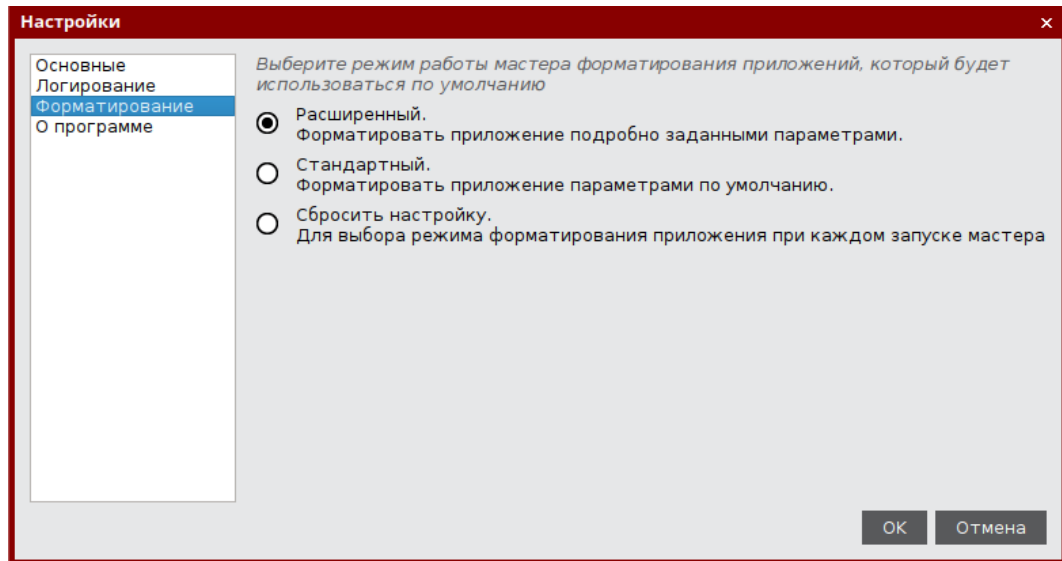 Настройки
Основные
Логирование
Форматирование
О программе
Выберите режим работы мастера форматирования приложений, который будет
использоваться по умолчанию
Расширенный.
Форматировать приложение подробно заданными параметрами.
Стандартный.
Форматировать приложение параметрами по умолчанию.
Сбросить настройку.
Для выбора режима форматирования приложения при каждом запуске мастера
ОК Отмена